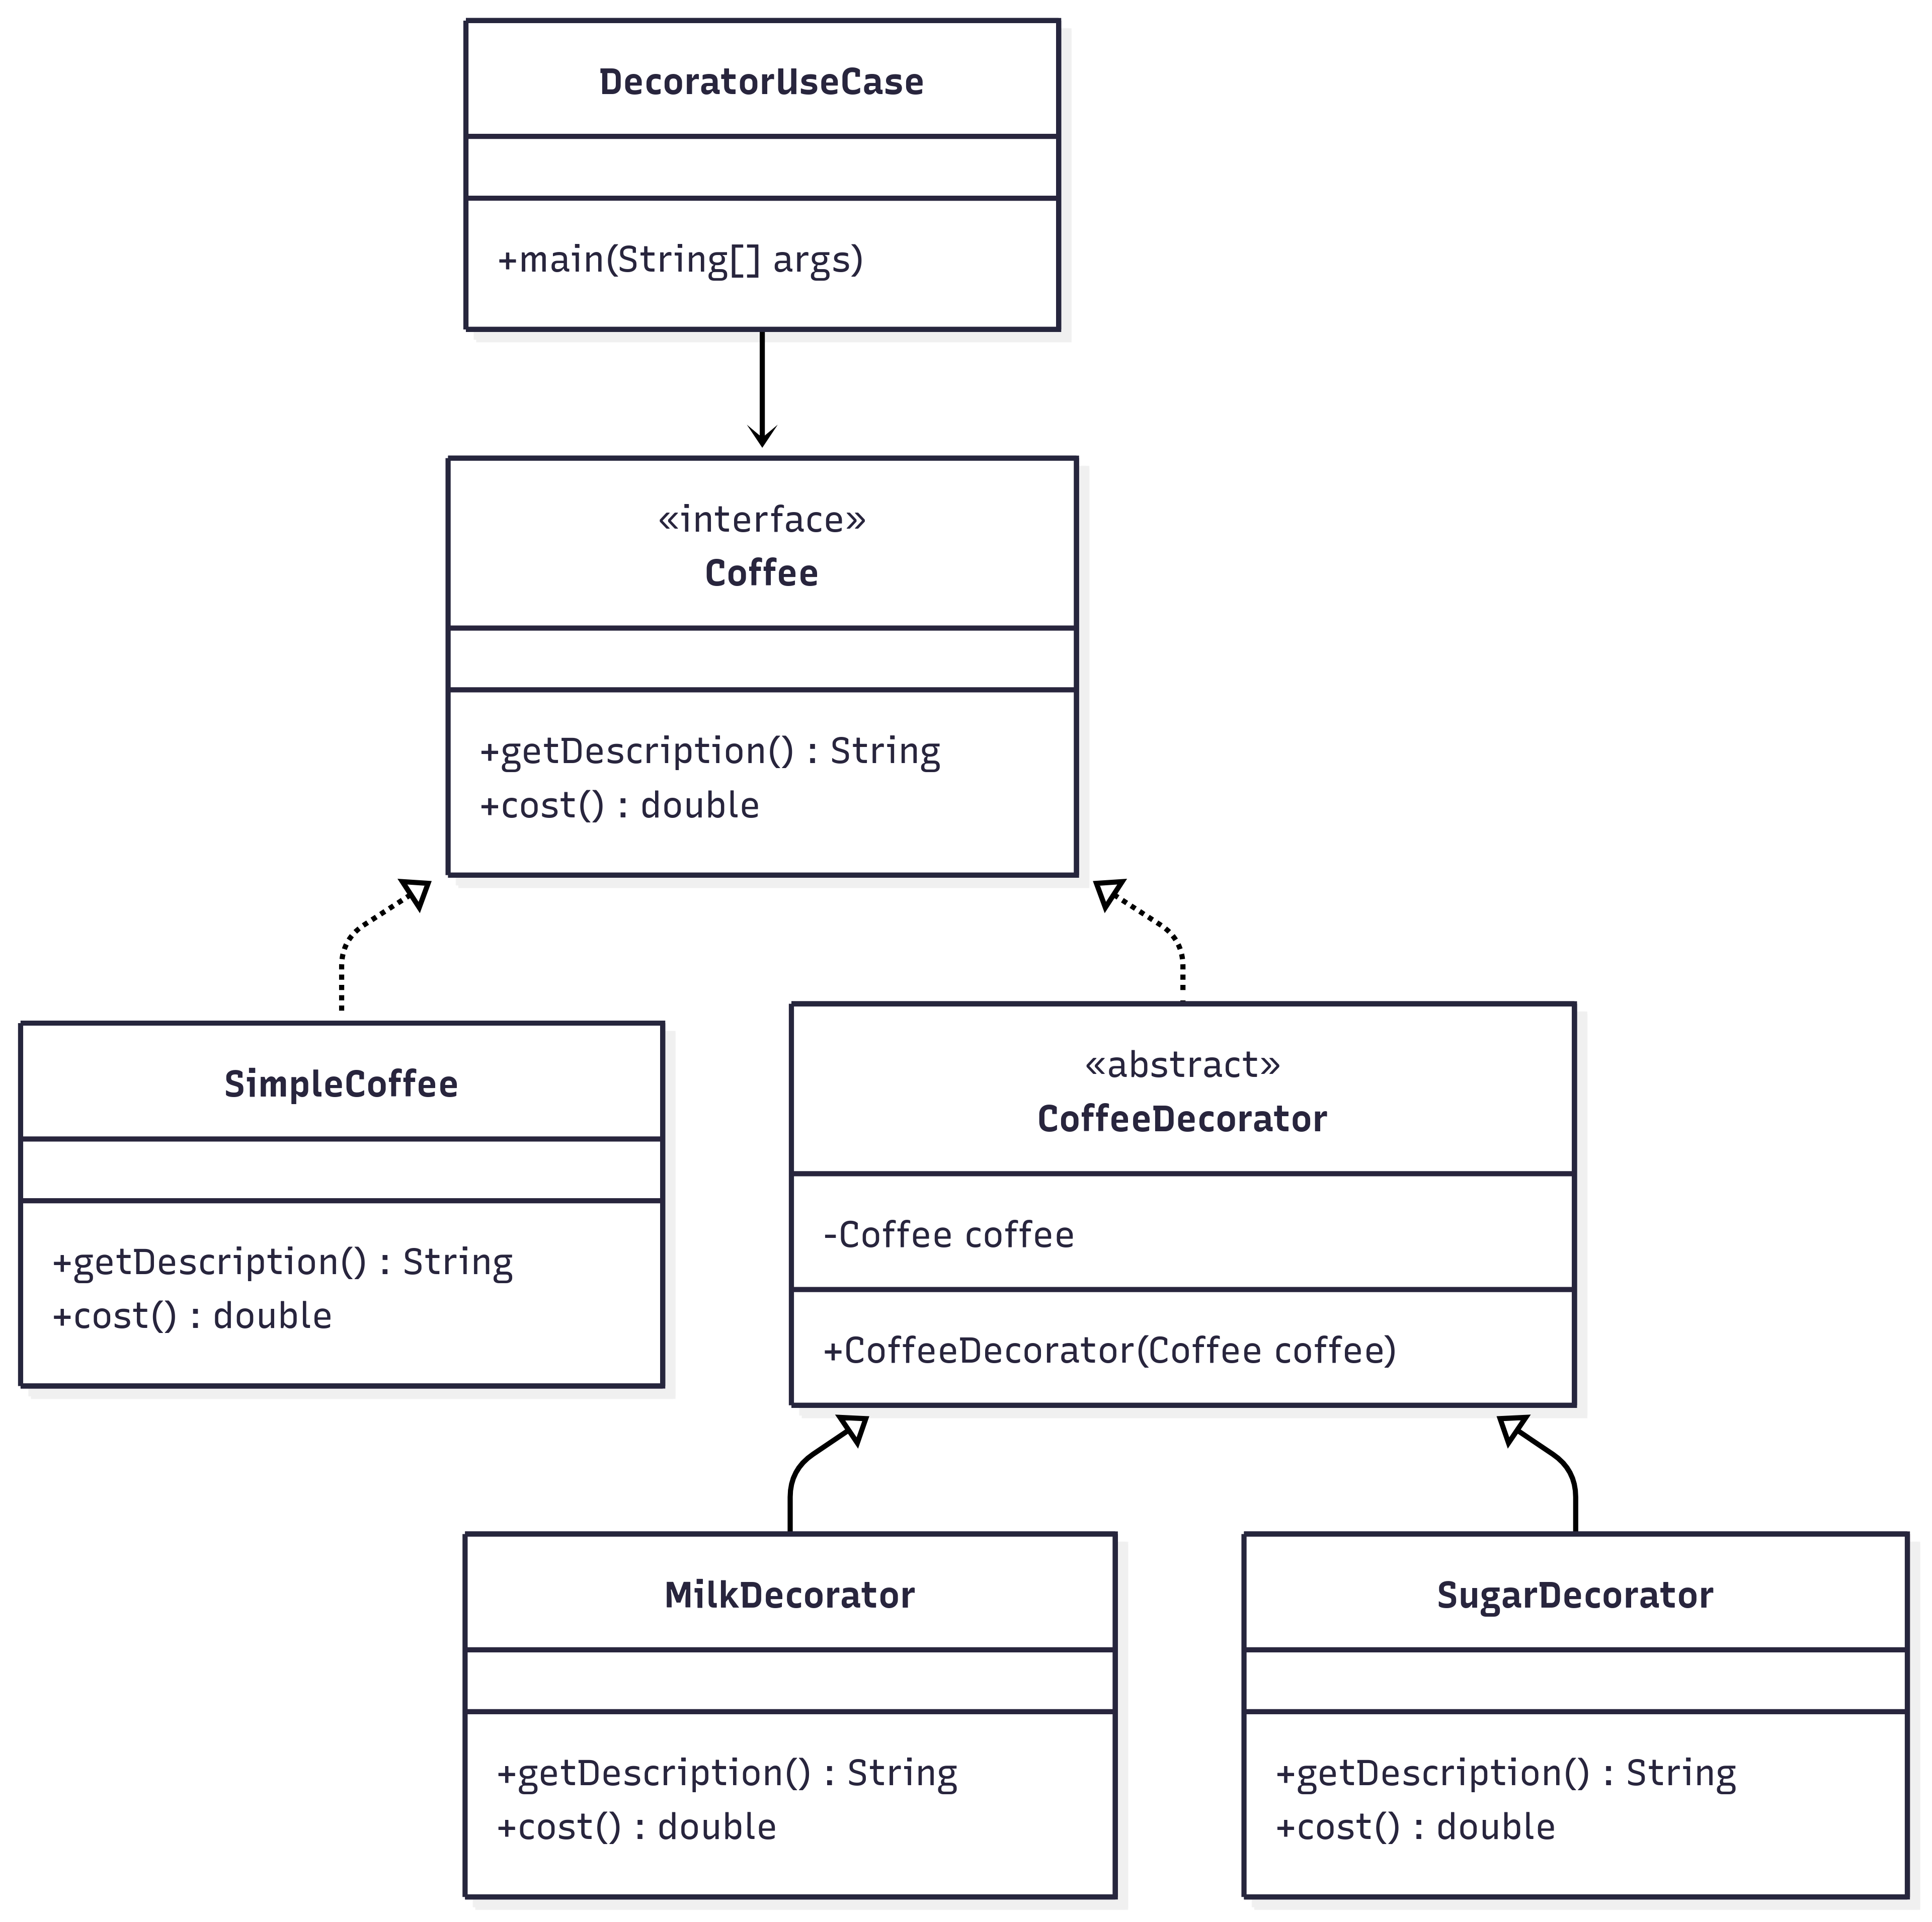 DecoratorUseCase
+main(String[] args)
«interface»
Coffee
+getDescription() : String
+cost() : double
SimpleCoffee
+getDescription() : String
+cost() : double
«abstract»
CoffeeDecorator
-Coffee coffee
+CoffeeDecorator(Coffee coffee)
MilkDecorator
+getDescription() : String
+cost() : double
SugarDecorator
+getDescription() : String
+cost() : double